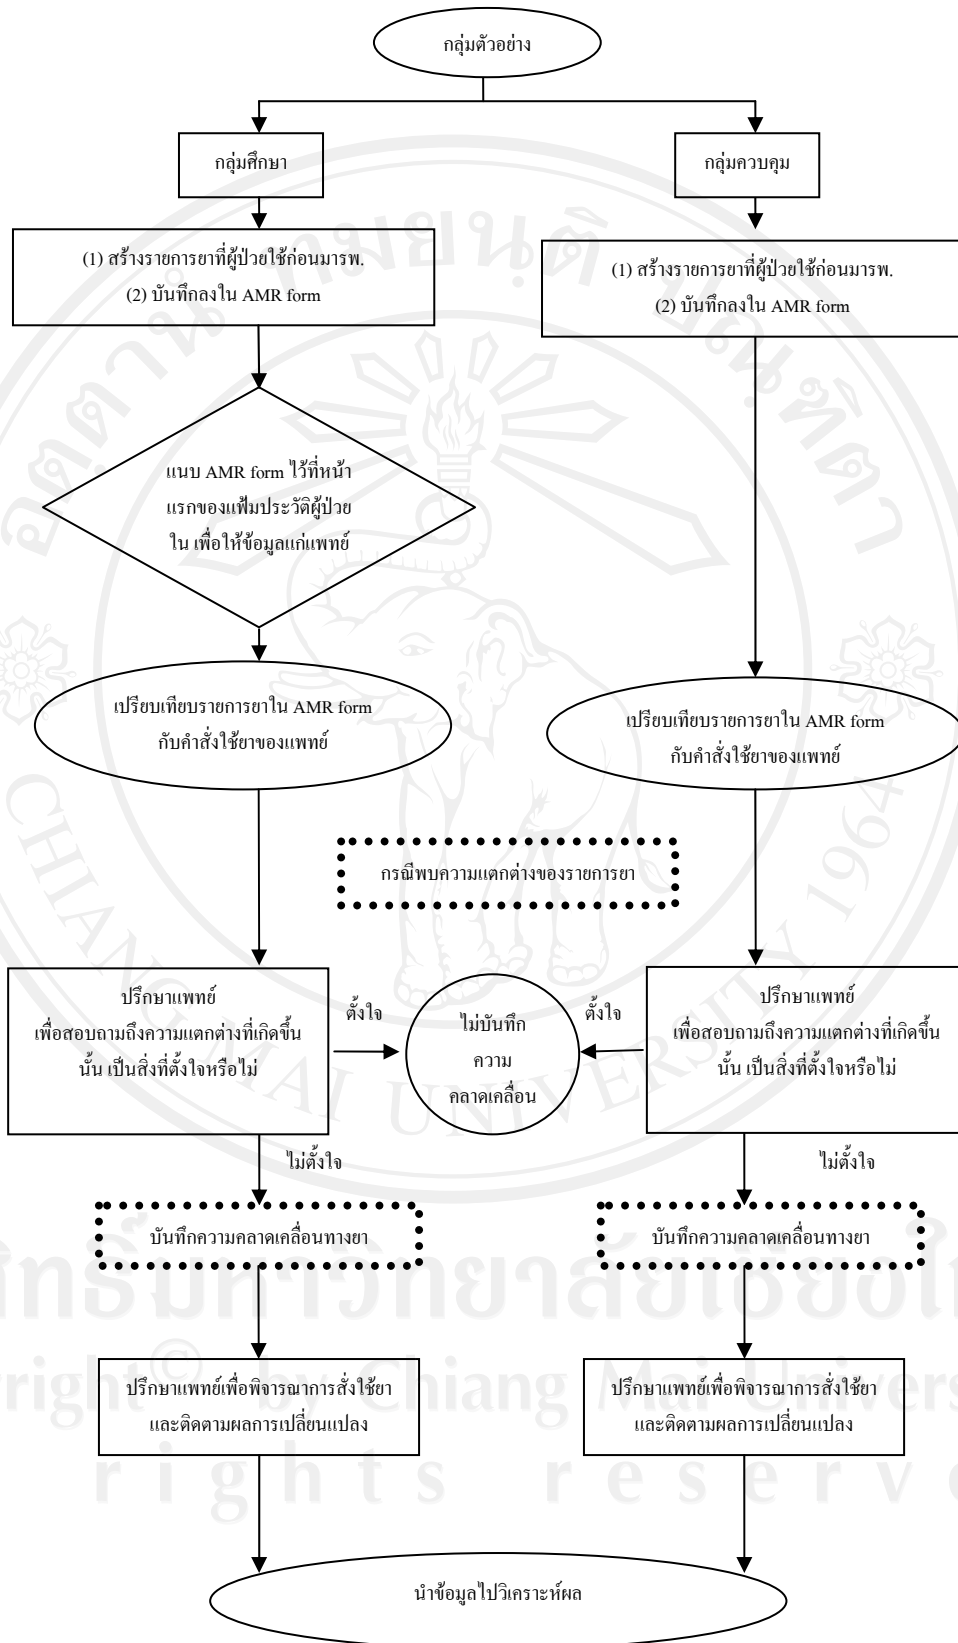 กลุ่มตัวอย่าง
กลุ่มศึกษา
กลุ่มควบคุม
(1) สร้างรายการยาที่ผู้ป่วยใช้ก่อนมารพ.
(2) บันทึกลงใน AMR form
(1) สร้างรายการยาที่ผู้ป่วยใช้ก่อนมารพ.
(2) บันทึกลงใน AMR form
แนบ AMR form ไว้ที่หน้า
แรกของแฟ้มประวัติผู้ป่วย
ใน เพื่อให้ข้อมูลแก่แพทย์
เปรียบเทียบรายการยาใน AMR form
กับคำสั่งใช้ยาของแพทย์
เปรียบเทียบรายการยาใน AMR form
กับคำสั่งใช้ยาของแพทย์
กรณีพบความแตกต่างของรายการยา
ปรึกษาแพทย์
เพื่อสอบถามถึงความแตกต่างที่เกิดขึ้น
นั้น เป็นสิ่งที่ตั้งใจหรือไม่
ตั้งใจ
ไม่บันทึก
ความ
คลาดเคลื่อน
ตั้งใจ
ปรึกษาแพทย์
เพื่อสอบถามถึงความแตกต่างที่เกิดขึ้น
นั้น เป็นสิ่งที่ตั้งใจหรือไม่
ไม่ตั้งใจ
ไม่ตั้งใจ
บันทึกความคลาดเคลื่อนทางยา
บันทึกความคลาดเคลื่อนทางยา
ปรึกษาแพทย์เพื่อพิจารณาการสั่งใช้ยา
และติดตามผลการเปลี่ยนแปลง
ปรึกษาแพทย์เพื่อพิจารณาการสั่งใช้ยา
และติดตามผลการเปลี่ยนแปลง
นำข้อมูลไปวิเคราะห์ผล
CHIANG MAI UNIVERSITY 1964
by Chiang Mai
rights